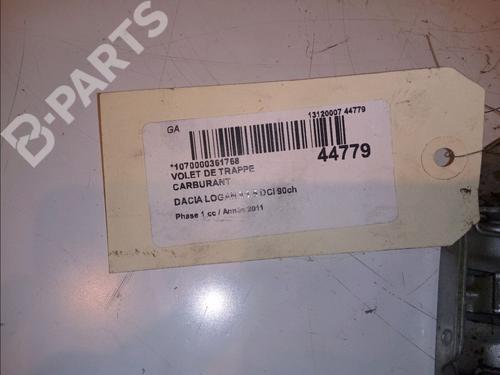 B-PARTS
GA
13120007 44779
*1070000361768
44779
VOLET DE TRAPPE
CARBURANT
DACIA LOGAN DCI 90ch
Phase 1 cc / Année 2011